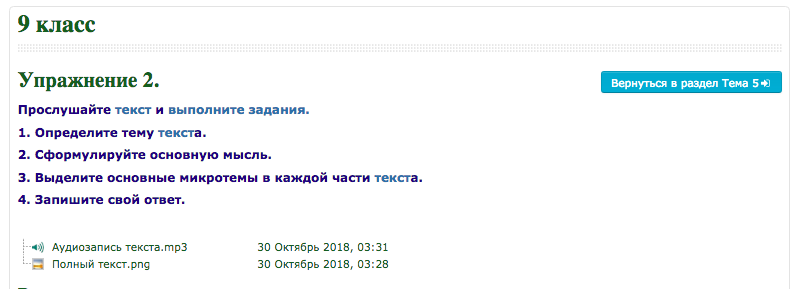 9 класс
Упражнение 2.
Вернуться в раздел Тема 5
Прослушайте текст и выполните задания.
1. Определите тему текста.
2. Сформулируйте основную мысль.
3. Выделите основные микротемы в каждой части текста.
4. Запишите свой ответ.
Аудиозапись текста.mp3 30 Октябрь 2018, 03:31
Полный текст.png 30 Октябрь 2018, 03:28